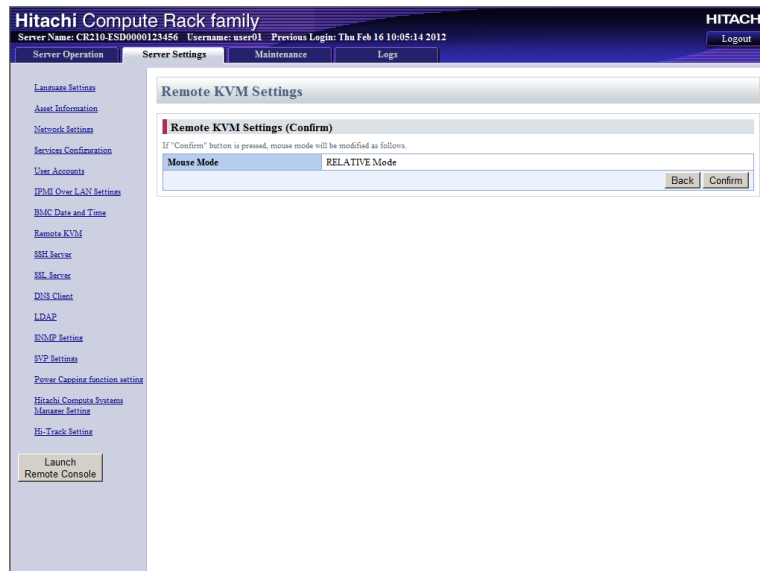 Hitachi Compute Rack family
HITACH
Server Name: CR210-ESD0000123456 Username: user01 Previous Login: Thu Feb 16 10:05:14 2012
Logout
Server Operation Server Settings Maintenance Logs
Language Settings
Asset Information
Network Settings
Services Configuration
User Accounts
IPMI Over LAN Settings
BMC Date and Time
Remote KVM
SSH Server
SSL Server
DNS Client
LDAP
SNMP Setting
SVP Settings
Power Capping function setting
Hitachi Compute Systems
Manager Setting
Hi-Track Setting
Launch
Remote Console
Remote KVM Settings
Remote KVM Settings (Confirm)
If "Confirm" button is pressed, mouse mode will be modified as follows.
Mouse Mode RELATIVE Mode
Back Confirm